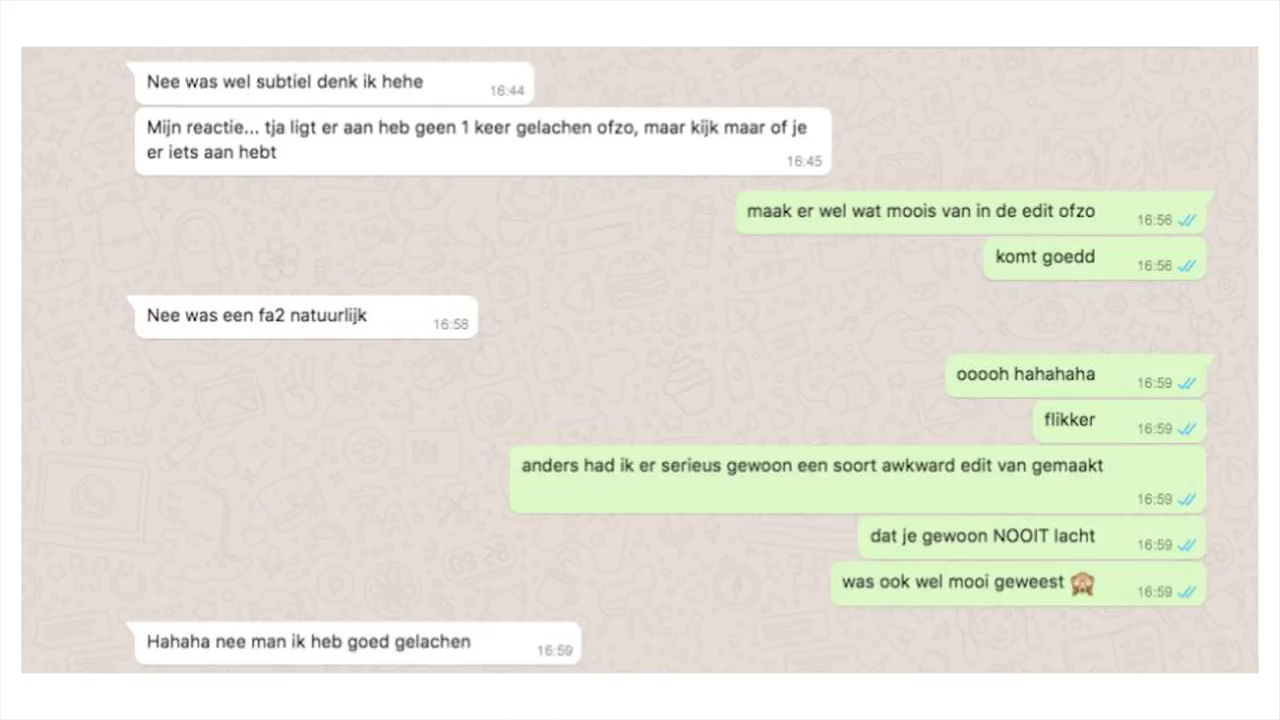 Nee was wel subtiel denk ik hehe
16:44
Mijn reactie... tja ligt er aan heb geen 1 keer gelachen ofzo, maar kijk maar of je
er iets aan hebt
16:45
maak er wel wat moois van in de edit ofzo
16:56
komt goedd
16:56
Nee was een fa2 natuurlijk
16:58
ooooh hahahaha
16:59
flikker
16:59
anders had ik er serieus gewoon een soort awkward edit van gemaakt
16:59
dat je gewoon NOOIT lacht
16:59
was ook wel mooi geweest 🙈
16:59
Hahaha nee man ik heb goed gelachen
16:59